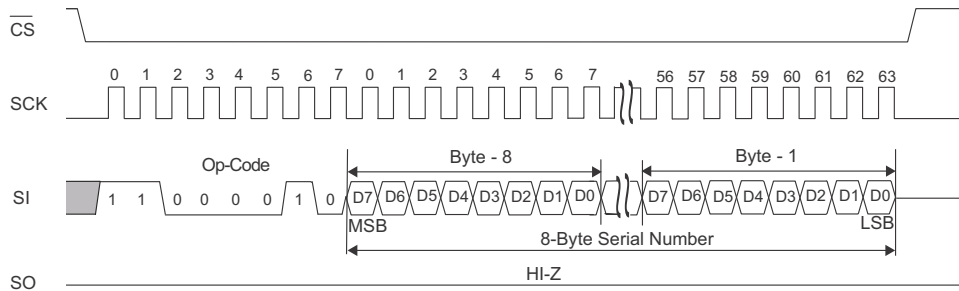 CS
0 1 2 3 4 5 6 7 0 1 2 3 4 5 6 7 56 57 58 59 60 61 62 63
SCK
Op-Code Byte - 8 Byte - 1
SI 1 1 0 0 0 0 1 0 D7 D6 D5 D4 D3 D2 D1 D0 D7 D6 D5 D4 D3 D2 D1 D0
MSB LSB
8-Byte Serial Number
HI-Z
SO